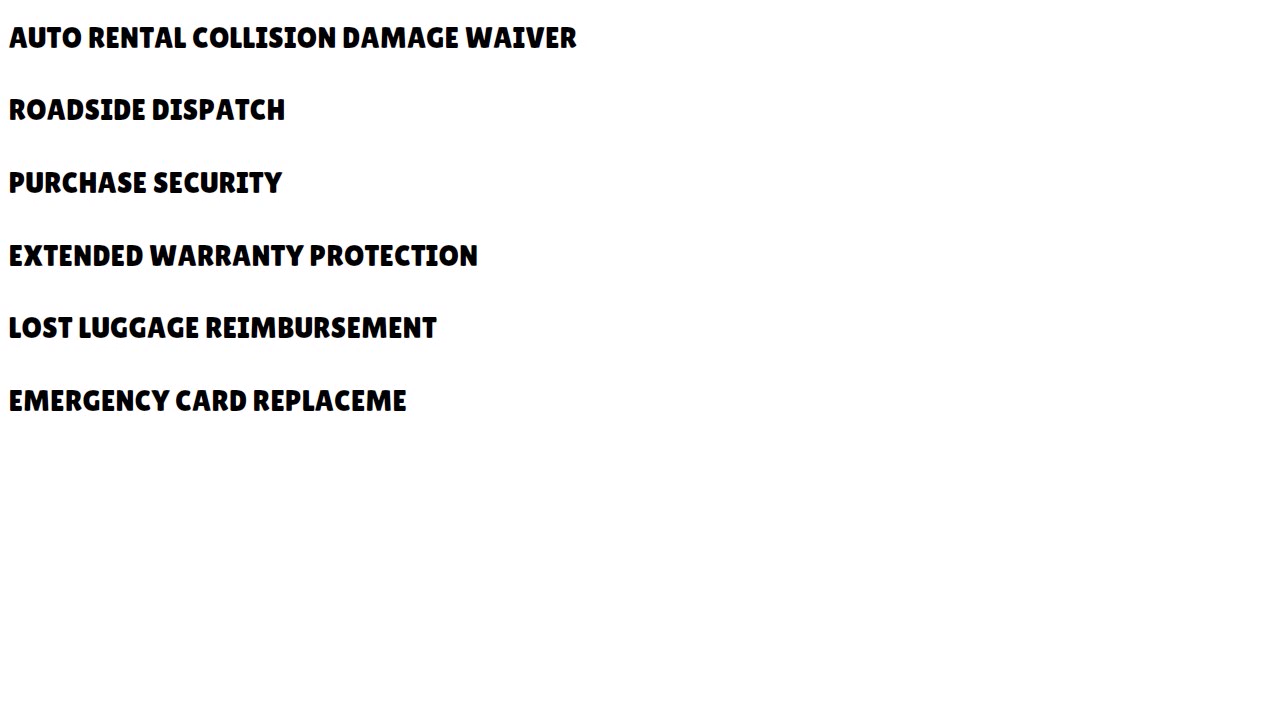 AUTO RENTAL COLLISION DAMAGE WAIVER
ROADSIDE DISPATCH
PURCHASE SECURITY
EXTENDED WARRANTY PROTECTION
LOST LUGGAGE REIMBURSEMENT
EMERGENCY CARD REPLACEME